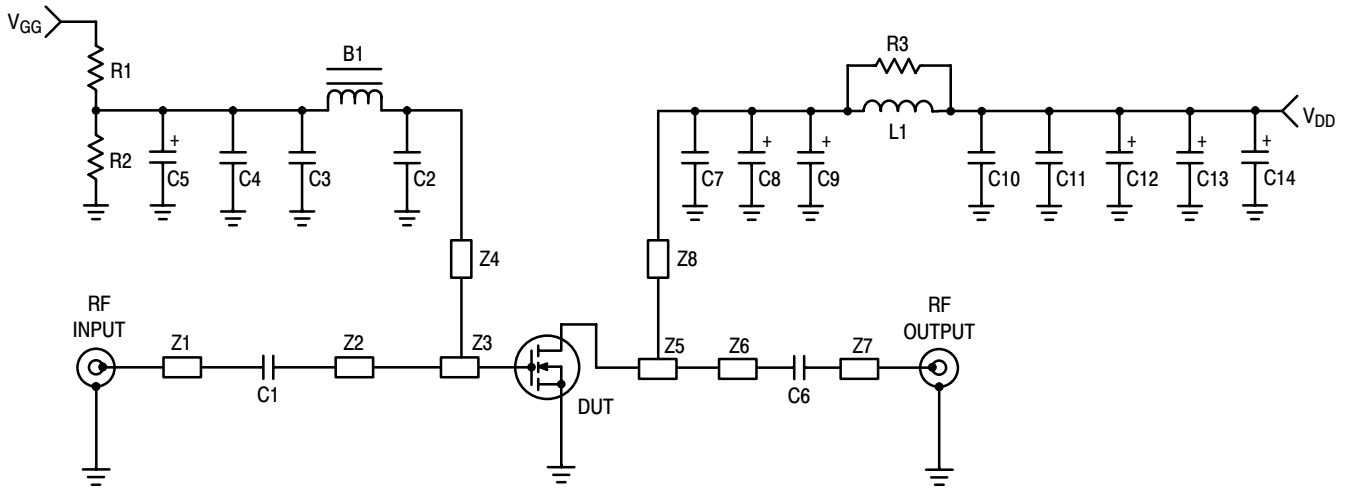 VGG
R1
B1
R3
L1
VDD
R2
+
C5
C4
C3
C2
C7
+
C8
+
C9
C10
C11
+
C12
+
C13
+
C14
Z4
Z8
RF
INPUT
Z1
C1
Z2
Z3
DUT
Z5
Z6
C6
Z7
RF
OUTPUT